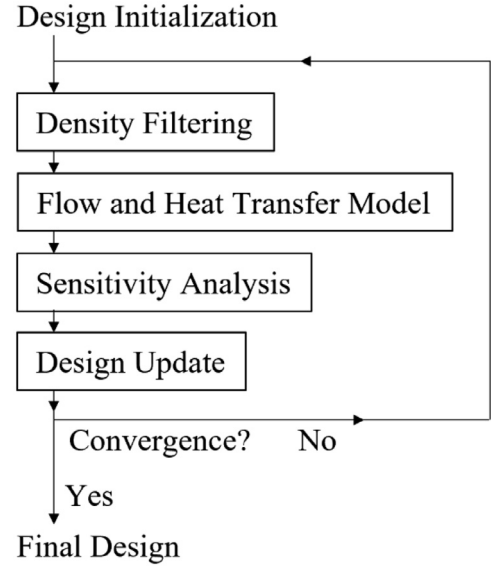 Design Initialization
Density Filtering
Flow and Heat Transfer Model
Sensitivity Analysis
Design Update
Convergence? No
Yes
Final Design